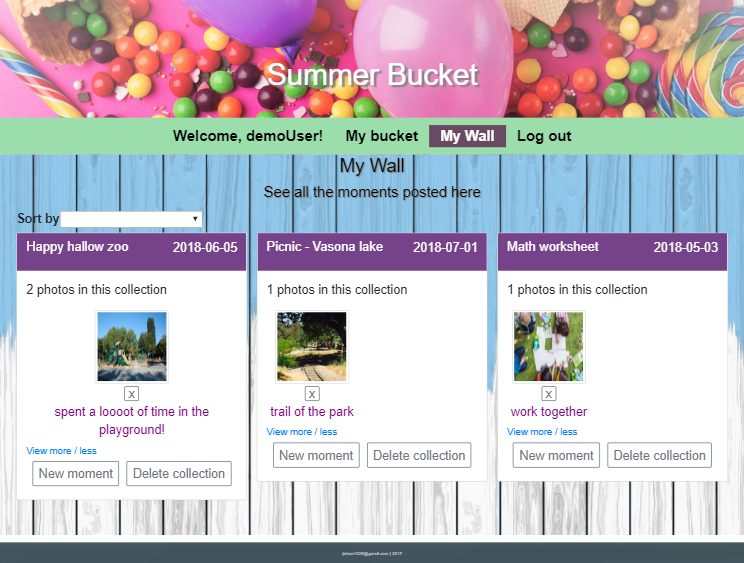 Summer Bucket
Welcome, demoUser! My bucket My Wall Log out
My Wall
See all the moments posted here
Sort by
Happy hallow zoo 2018-06-05
2 photos in this collection
x
spent a loooot of time in the
playground!
View more / less
New moment Delete collection
Picnic - Vasona lake 2018-07-01
1 photos in this collection
x
trail of the park
View more / less
New moment Delete collection
Math worksheet 2018-05-03
1 photos in this collection
x
work together
View more / less
New moment Delete collection